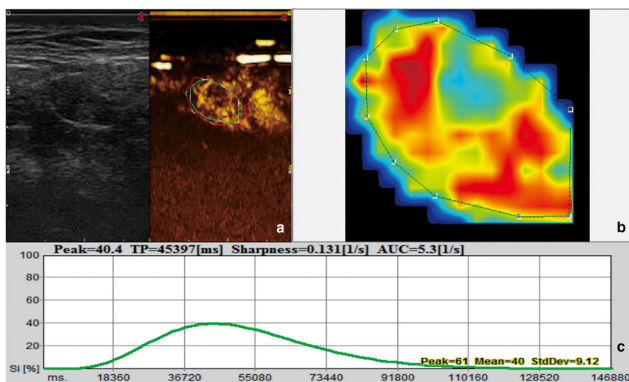 a
b
Peak=40.4 TP=45397[ms] Sharpness=0.131[1/s] AUC=5.3[1/s]
100
80
60
40
20
Si [%]
Peak=61 Mean=40 StdDev=9.12
c
ms. 18360 36720 55080 73440 91800 110160 128520 146880